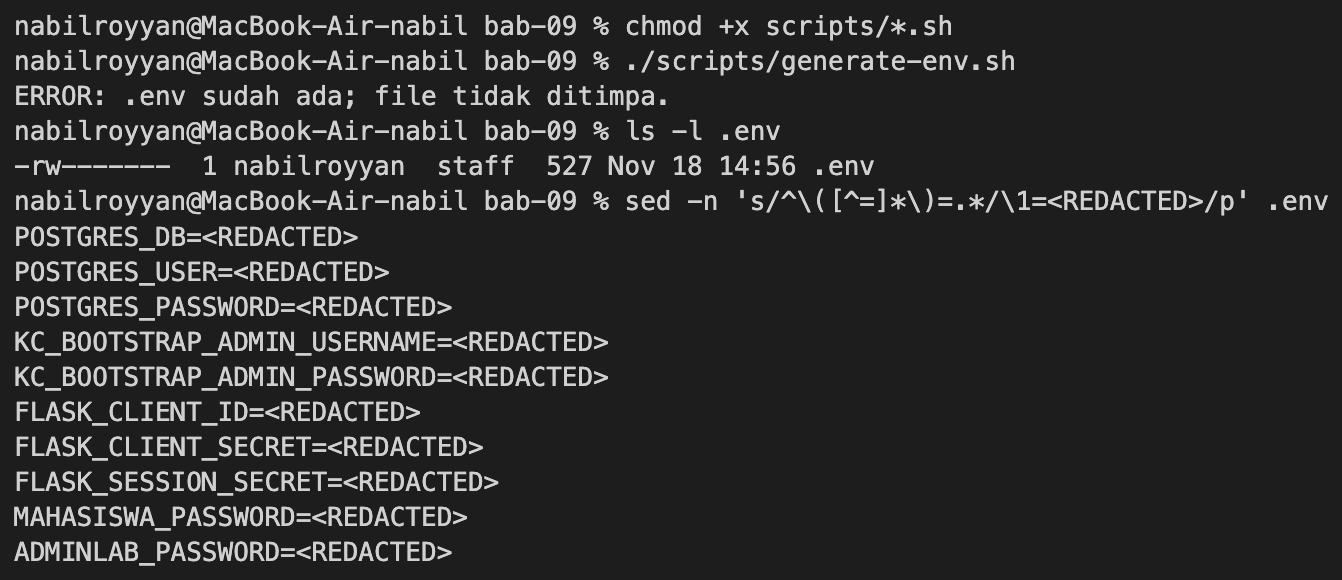 nabilroyyan@MacBook-Air-nabil bab-09 % chmod +x scripts/*.sh
nabilroyyan@MacBook-Air-nabil bab-09 % ./scripts/generate-env.sh
ERROR: .env sudah ada; file tidak ditimpa.
nabilroyyan@MacBook-Air-nabil bab-09 % ls -l .env
-rw-------  1 nabilroyyan  staff  527 Nov 18 14:56 .env
nabilroyyan@MacBook-Air-nabil bab-09 % sed -n 's/^\([^=]*\)=.*/\1=<REDACTED>/p' .env
POSTGRES_DB=<REDACTED>
POSTGRES_USER=<REDACTED>
POSTGRES_PASSWORD=<REDACTED>
KC_BOOTSTRAP_ADMIN_USERNAME=<REDACTED>
KC_BOOTSTRAP_ADMIN_PASSWORD=<REDACTED>
FLASK_CLIENT_ID=<REDACTED>
FLASK_CLIENT_SECRET=<REDACTED>
FLASK_SESSION_SECRET=<REDACTED>
MAHASISWA_PASSWORD=<REDACTED>
ADMINLAB_PASSWORD=<REDACTED>